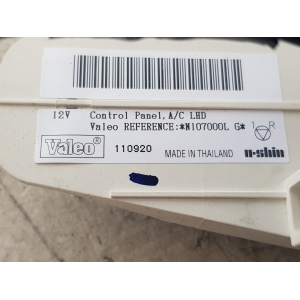 12V Control Panel,A/C LHD
Valeo REFERENCE:*N107000L G* 1 R
Valeo® 110920 MADE IN THAILAND u-shin